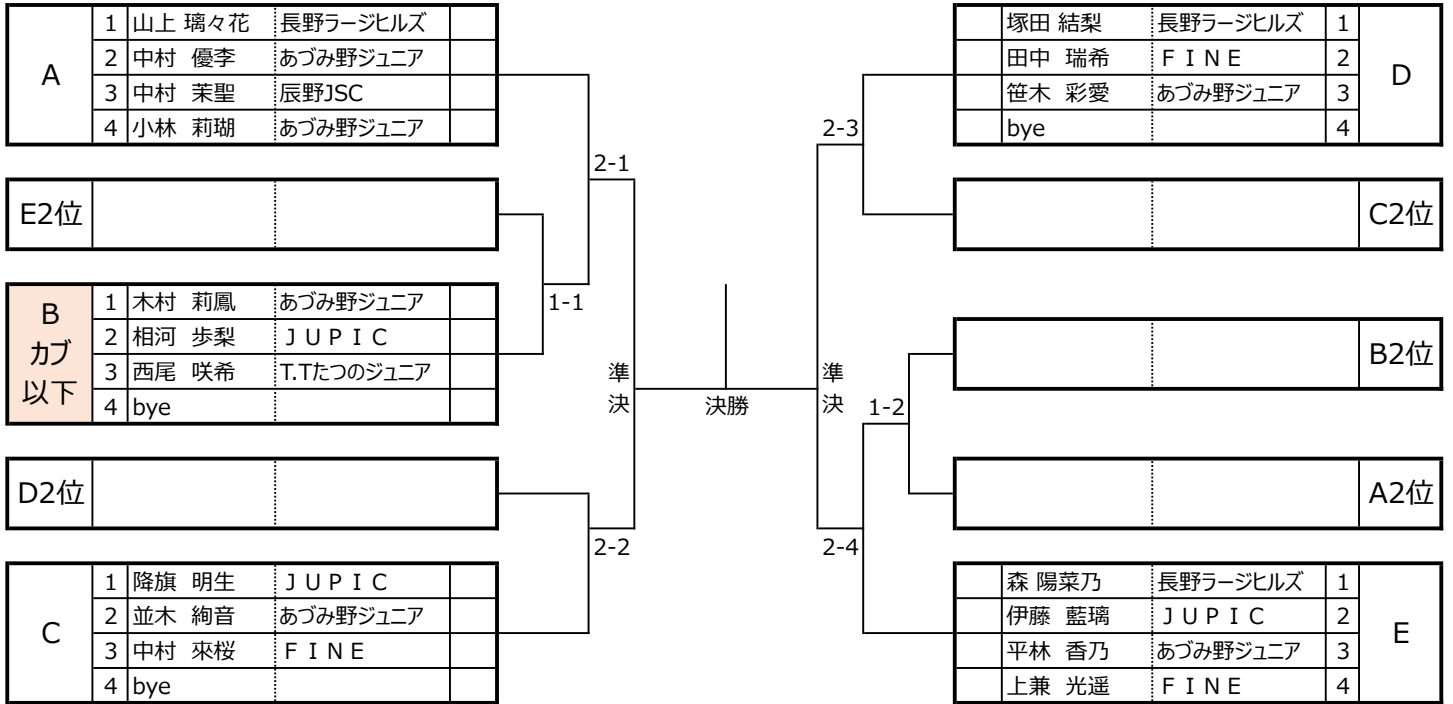 A
1 山上 璃々花 長野ラージヒルズ
2 中村 優李 あづみ野ジュニア
3 中村 茉聖 辰野JSC
4 小林 莉瑚 あづみ野ジュニア
2-1
E2位
B
カブ
以下
1 木村 莉鳳 あづみ野ジュニア
2 相河 歩梨 ＪＵＰＩＣ
3 西尾 咲希 T.Tたつのジュニア
4 bye
1-1
準決
D2位
2-2
C
1 降旗 明生 ＪＵＰＩＣ
2 並木 絢音 あづみ野ジュニア
3 中村 來桜 ＦＩＮＥ
4 bye
決勝
塚田 結梨 長野ラージヒルズ 1
田中 瑞希 ＦＩＮＥ 2
笹木 彩愛 あづみ野ジュニア 3
bye 4
D
2-3
C2位
準決
B2位
1-2
A2位
2-4
森 陽菜乃 長野ラージヒルズ 1
伊藤 藍璃 ＪＵＰＩＣ 2
平林 香乃 あづみ野ジュニア 3
上兼 光遥 ＦＩＮＥ 4
E